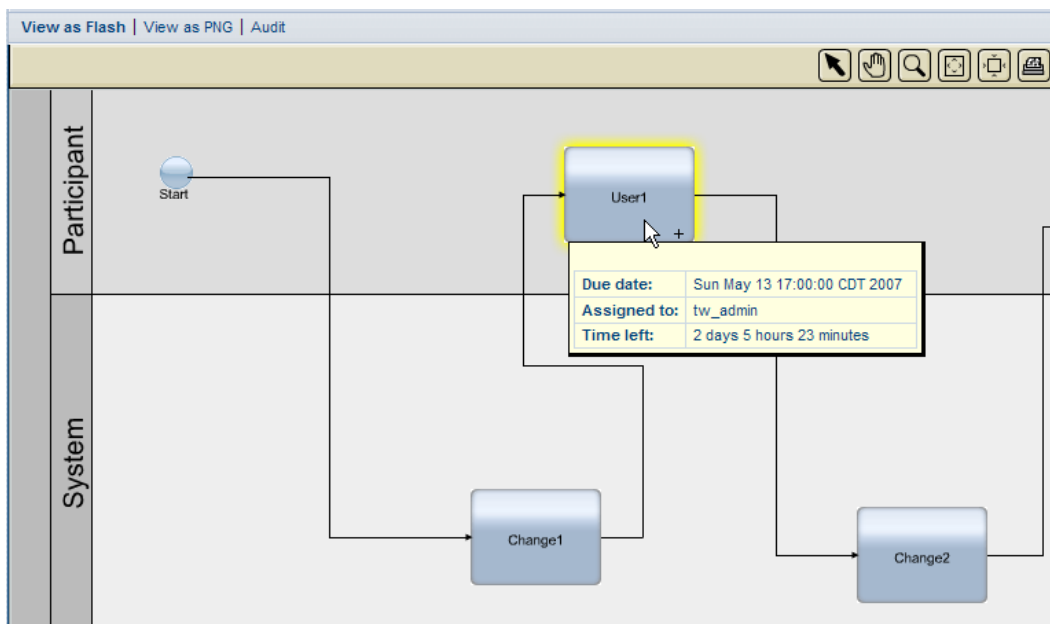 View as Flash | View as PNG | Audit
Participant
Start
User1
+
Due date: Sun May 13 17:00:00 CDT 2007
Assigned to: tw_admin
Time left: 2 days 5 hours 23 minutes
System
Change1
Change2